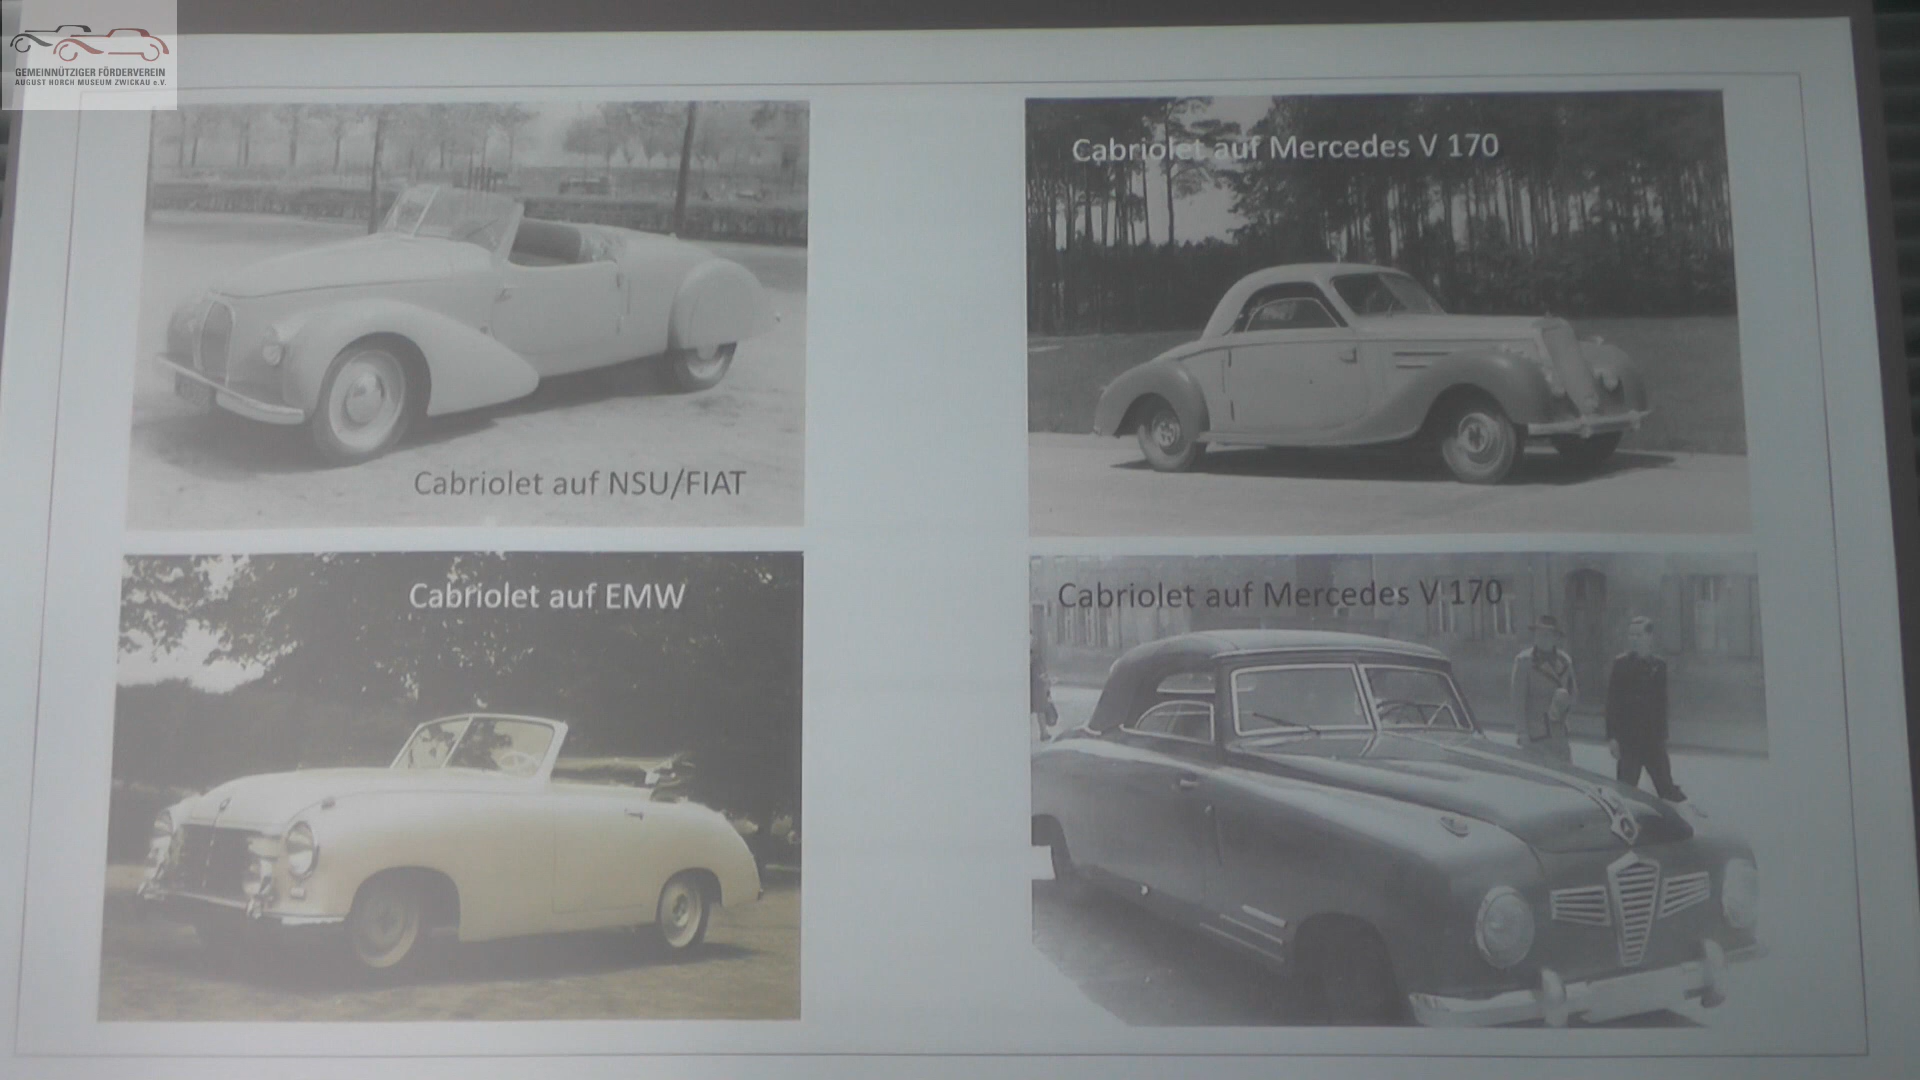 GEMEINNÜTZIGER FÖRDERVEREIN
AUGUST HORCH MUSEUM ZWICKAU e.V.
Cabriolet auf NSU/FIAT
Cabriolet auf Mercedes V 170
Cabriolet auf EMW
Cabriolet auf Mercedes V 170